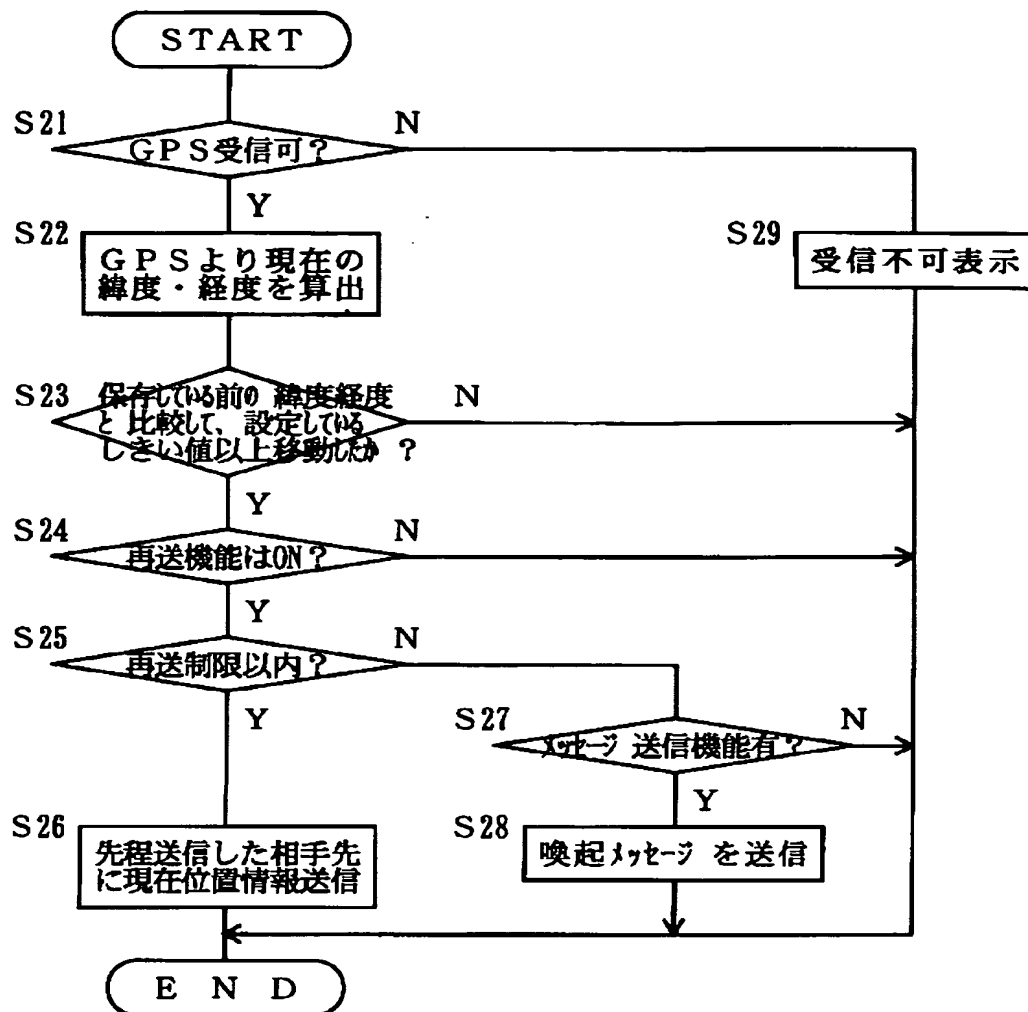 START
S21
N
GPS受信可?
Y
S22
GPSより現在の
緯度・経度を算出
S29
受信不可表示
S23
保存している前の 緯度経度
と 比較して、設定している
しきい値以上移動したか ?
N
Y
S24
N
再送機能はON?
Y
S25
N
再送制限以内?
Y
S27
N
メッセージ 送信機能有?
Y
S26
先程送信した相手先
に現在位置情報送信
S28
喚起メッセージ を送信
END